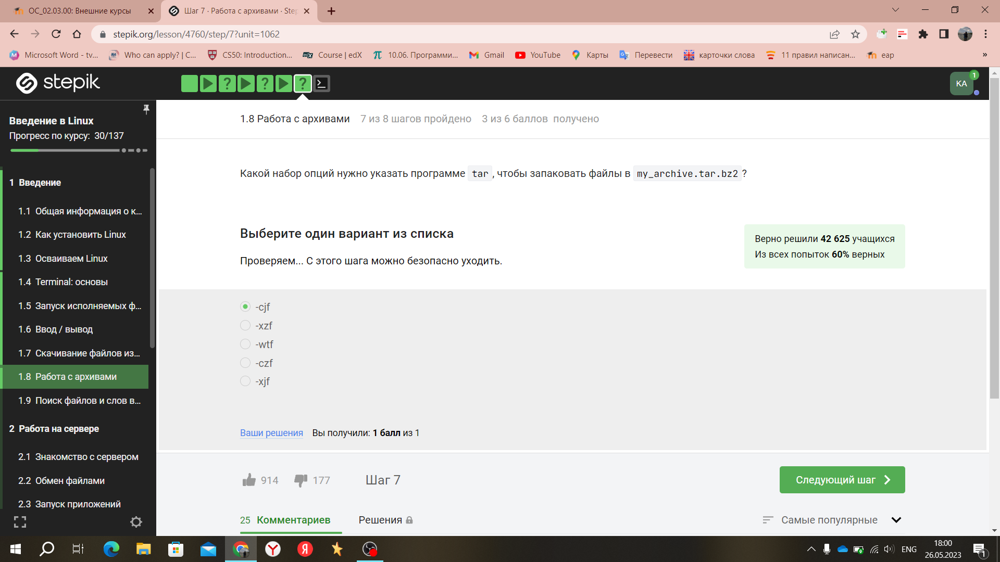 ОС_02.03.00: Внешние курсы
Шаг 7 · Работа с архивами · Step
stepik.org/lesson/4760/step/7?unit=1062
Microsoft Word - tv...
Who can apply? | C...
CS50: Introduction...
edX
Course | edX
10.06. Программи...
Gmail
YouTube
Карты
Перевести
карточки слова
11 правил написан...
eap
»
stepik
KA
1
Введение в Linux
Прогресс по курсу: 30/137
1 Введение
1.1 Общая информация о к...
1.2 Как установить Linux
1.3 Осваиваем Linux
1.4 Terminal: основы
1.5 Запуск исполняемых ф...
1.6 Ввод / вывод
1.7 Скачивание файлов из...
1.8 Работа с архивами
1.9 Поиск файлов и слов в...
2 Работа на сервере
2.1 Знакомство с сервером
2.2 Обмен файлами
2.3 Запуск приложений
1.8 Работа с архивами 7 из 8 шагов пройдено 3 из 6 баллов получено
Какой набор опций нужно указать программе tar, чтобы запаковать файлы в my_archive.tar.bz2?
Выберите один вариант из списка
Проверяем... С этого шага можно безопасно уходить.
Верно решили 42 625 учащихся
Из всех попыток 60% верных
-cjf
-xzf
-wtf
-czf
-xjf
Ваши решения Вы получили: 1 балл из 1
914
177
Шаг 7
Следующий шаг
25 Комментариев
Решения
Самые популярные
ENG
18:00
26.05.2023
1